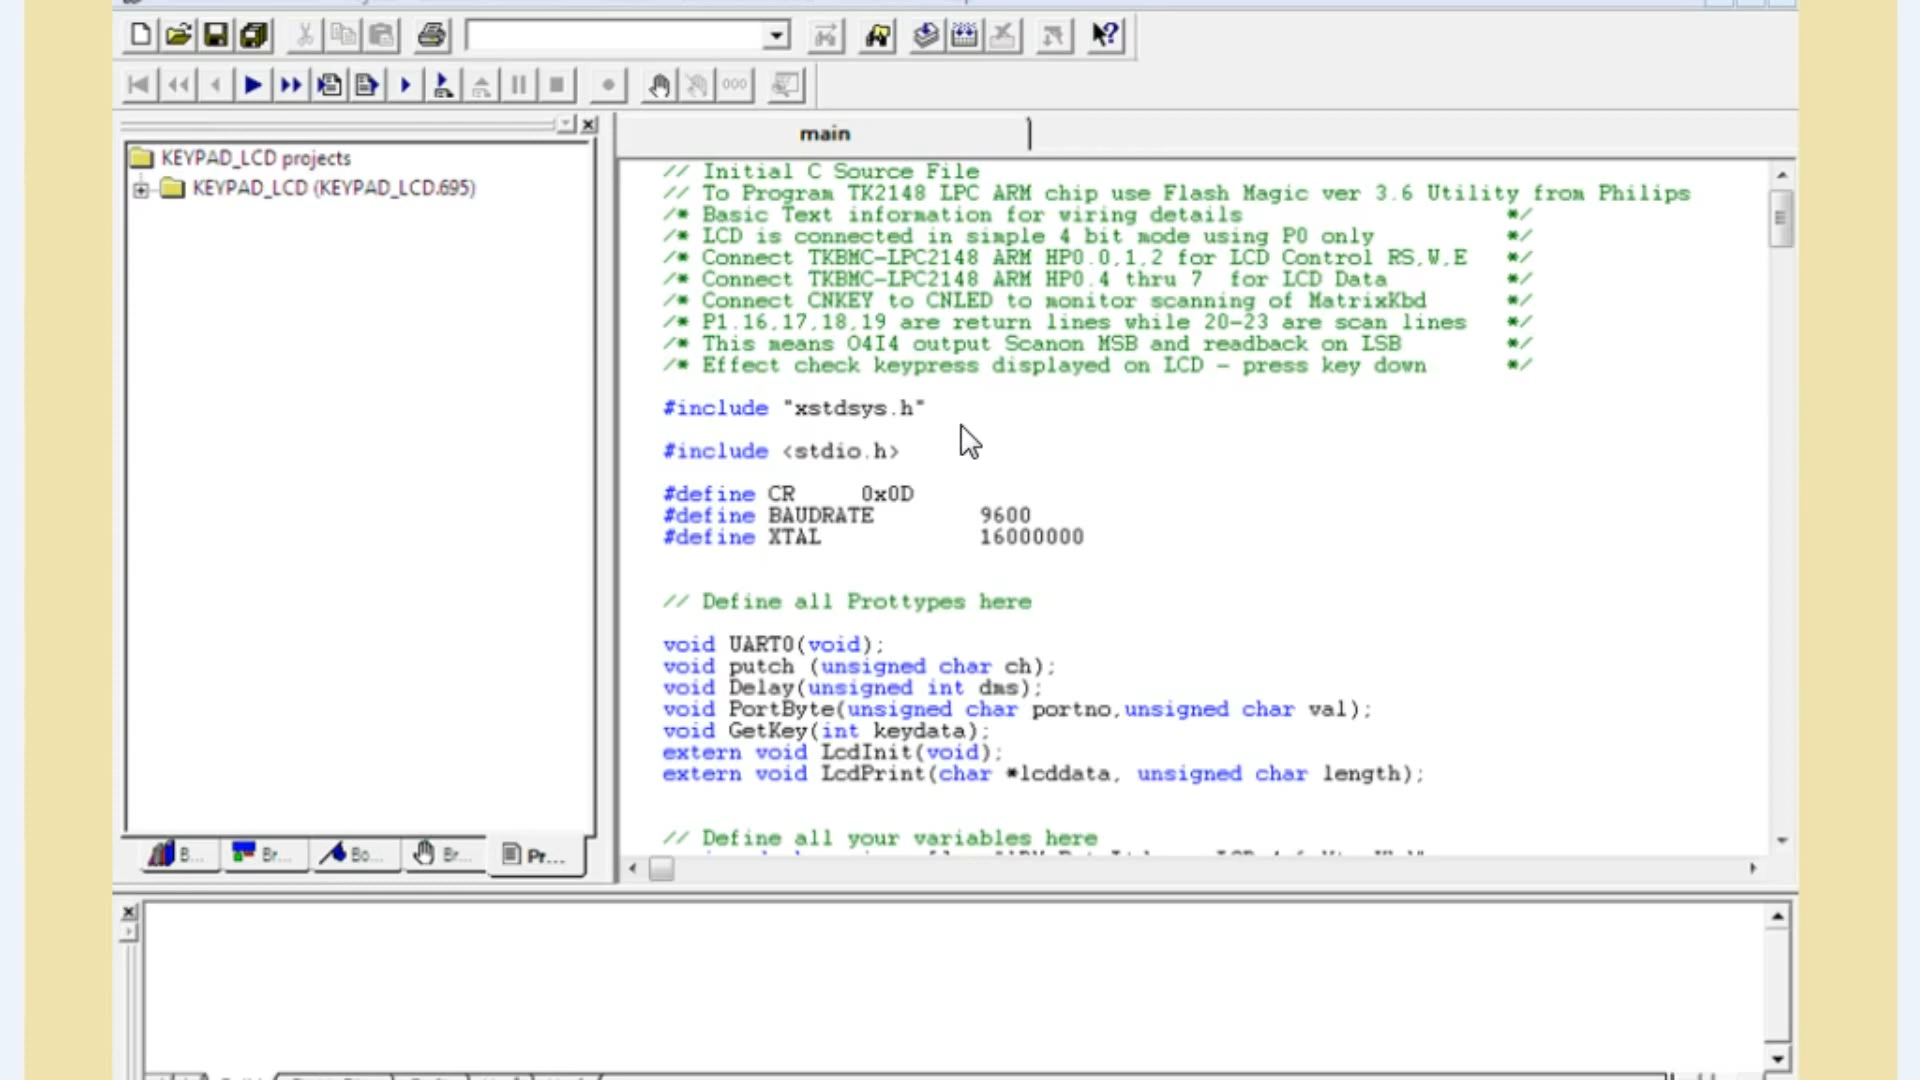 main
KEYPAD_LCD projects
KEYPAD_LCD (KEYPAD_LCD.695)
// Initial C Source File
// To Program TK2148 LPC ARM chip use Flash Magic ver 3.6 Utility from Philips
/* Basic Text information for wiring details */
/* LCD is connected in simple 4 bit mode using P0 only */
/* Connect TKBMC-LPC2148 ARM HP0.0,1,2 for LCD Control RS,W,E */
/* Connect TKBMC-LPC2148 ARM HP0.4 thru 7 for LCD Data */
/* Connect CNKEY to CNLED to monitor scanning of MatrixKbd */
/* P1.16,17,18,19 are return lines while 20-23 are scan lines */
/* This means O4I4 output Scanon MSB and readback on LSB */
/* Effect check keypress displayed on LCD - press key down */
#include "xstdsys.h"
#include <stdio.h>
#define CR 0x0D
#define BAUDRATE 9600
#define XTAL 16000000
// Define all Prottypes here
void UART0(void);
void putch (unsigned char ch);
void Delay(unsigned int dms);
void PortByte(unsigned char portno,unsigned char val);
void GetKey(int keydata);
extern void LcdInit(void);
extern void LcdPrint(char *lcddata, unsigned char length);
// Define all your variables here
B... Br... Bo... Br... Pr...